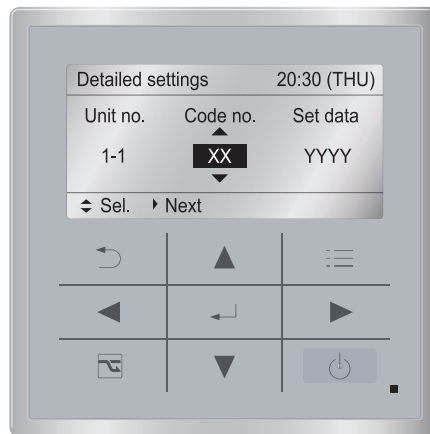 Detailed settings 20:30 (THU)
Unit no. Code no. Set data
1-1 XX YYYY
Sel. Next